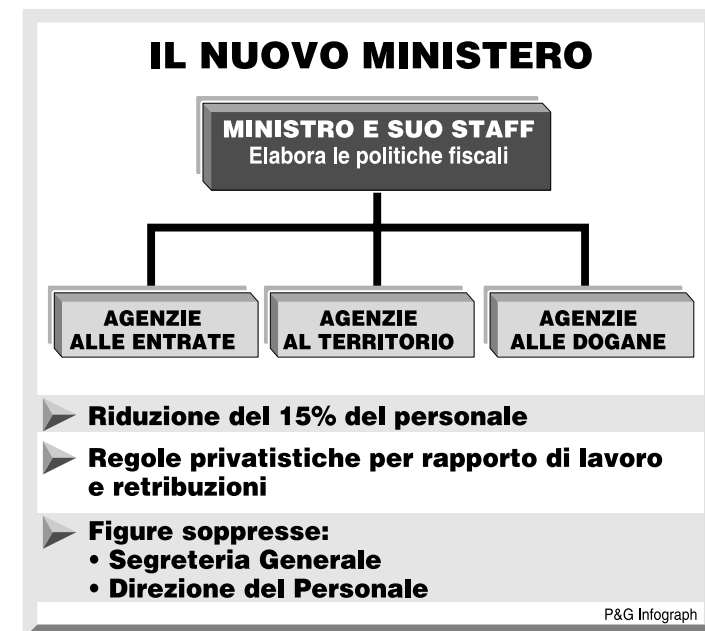 IL NUOVO MINISTERO
MINISTRO E SUO STAFF
Elabora le politiche fiscali
AGENZIE
ALLE ENTRATE
AGENZIE
AL TERRITORIO
AGENZIE
ALLE DOGANE
Riduzione del 15% del personale
Regole privatistiche per rapporto di lavoro
e retribuzioni
Figure soppresse:
• Segreteria Generale
• Direzione del Personale
P&G Infograph